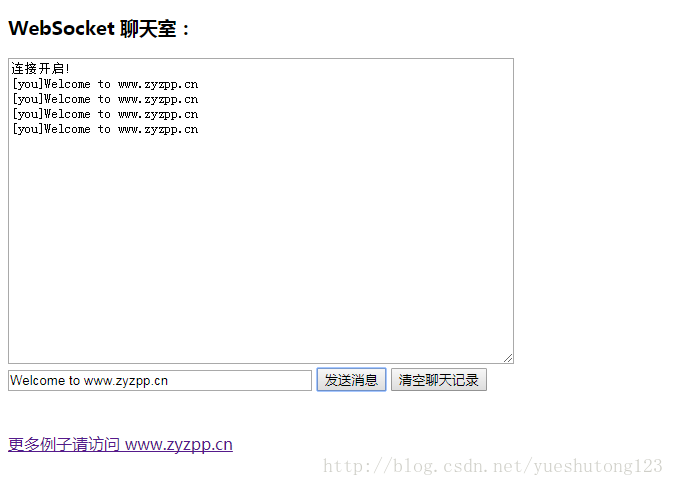 WebSocket 聊天室：
连接开启!
[you]Welcome to www.zyzpp.cn
[you]Welcome to www.zyzpp.cn
[you]Welcome to www.zyzpp.cn
[you]Welcome to www.zyzpp.cn
Welcome to www.zyzpp.cn 发送消息 清空聊天记录
更多例子请访问 www.zyzpp.cn
http://blog.csdn.net/yueshutong123